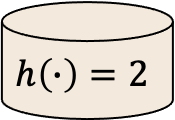 h(·) = 2